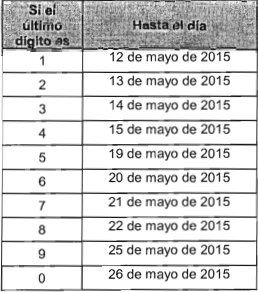 Si el
último
dígito es
Hasta el día
1 12 de mayo de 2015
2 13 de mayo de 2015
3 14 de mayo de 2015
4 15 de mayo de 2015
5 19 de mayo de 2015
6 20 de mayo de 2015
7 21 de mayo de 2015
8 22 de mayo de 2015
9 25 de mayo de 2015
0 26 de mayo de 2015